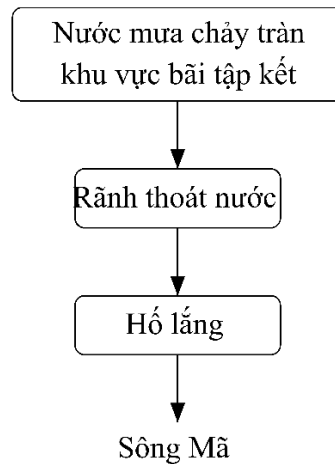 Nước mưa chảy tràn
khu vực bãi tập kết
Rãnh thoát nước
Hố lắng
Sông Mã